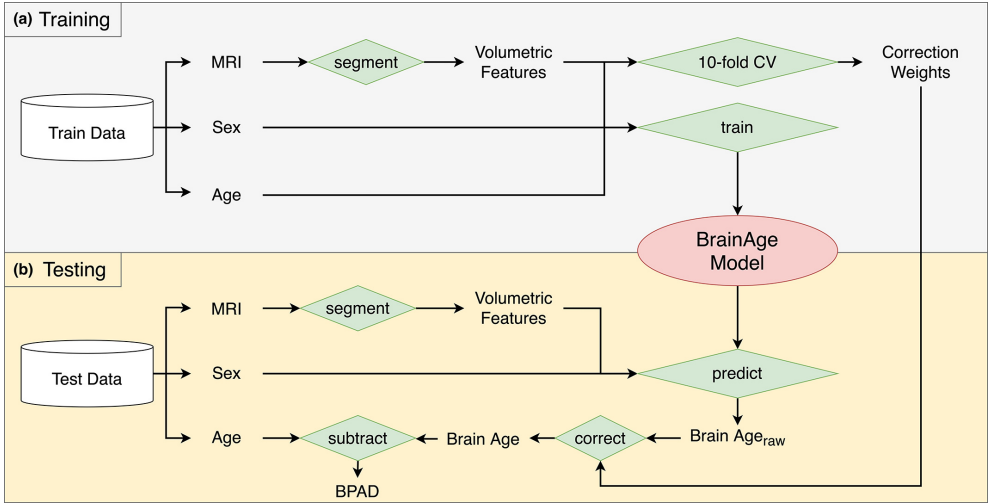 (a) Training
MRI
segment
Volumetric
Features
10-fold CV
Correction
Weights
Train Data
Sex
train
Age
BrainAge
Model
(b) Testing
MRI
segment
Volumetric
Features
Test Data
Sex
predict
Age
subtract
Brain Age
correct
Brain Age_raw
BPAD